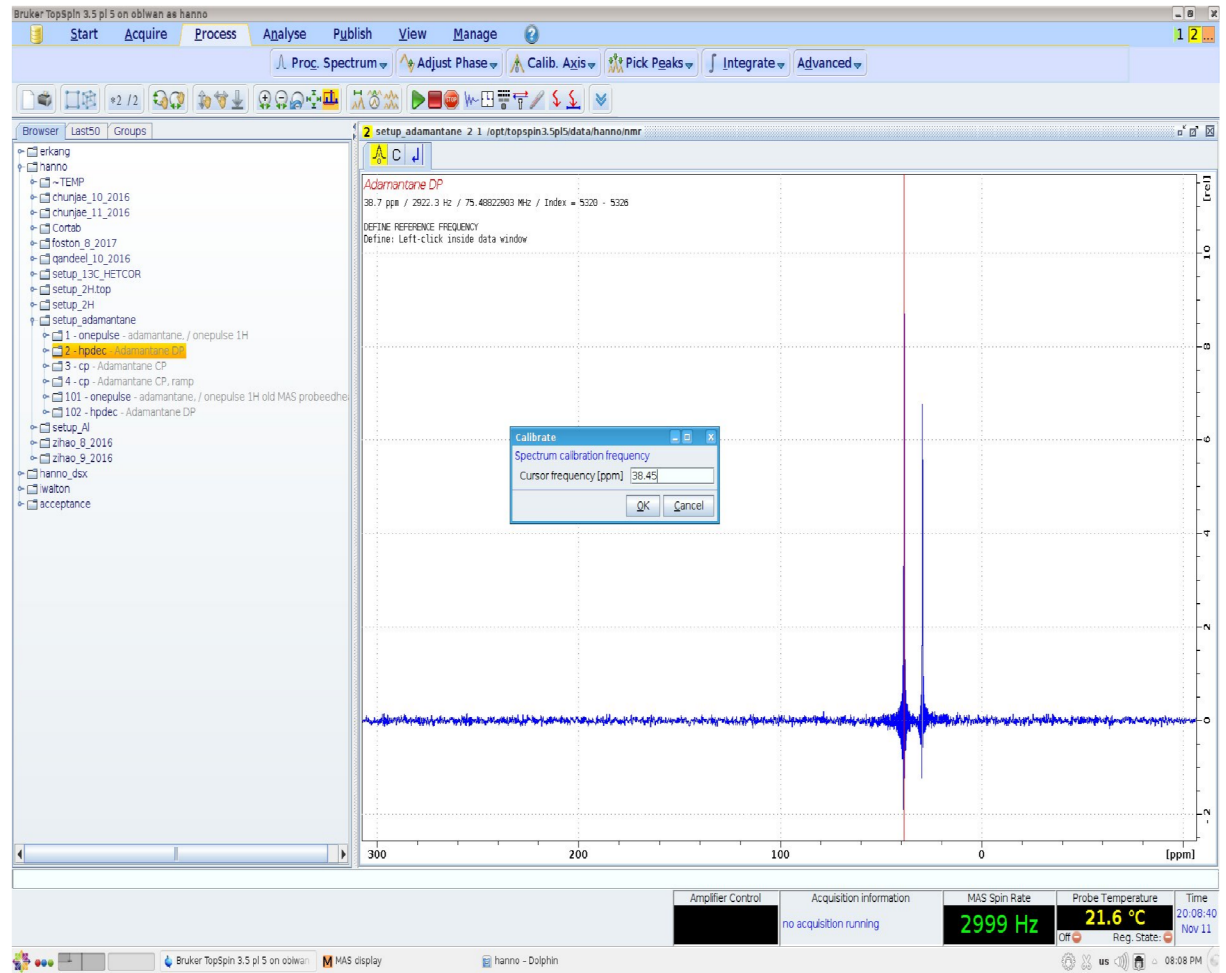 Bruker TopSpin 3.5 pl 5 on obiwan as hanno
Start Acquire Process Analyse Publish View Manage
1 2 ...
Proc. Spectrum Adjust Phase Calib. Axis Pick Peaks Integrate Advanced
*2 /2
Browser Last50 Groups
2 setup_adamantane 2 1 /opt/topspin3.5pl5/data/hanno/nmr
erkang
hanno
~TEMP
chunjae_10_2016
chunjae_11_2016
Cortab
foston_8_2017
qandeel_10_2016
setup_13C_HETCOR
setup_2H.top
setup_2H
setup_adamantane
1 - onepulse - adamantane, / onepulse 1H
2 - hpdec - Adamantane DP
3 - cp - Adamantane CP
4 - cp - Adamantane CP, ramp
101 - onepulse - adamantane, / onepulse 1H old MAS probeedhe
102 - hpdec - Adamantane DP
setup_Al
zihao_8_2016
zihao_9_2016
hanno_dsx
lwalton
acceptance
C
Adamantane DP
38.7 ppm / 2922.3 Hz / 75.48822903 MHz / Index = 5320 - 5326
DEFINE REFERENCE FREQUENCY
Define: Left-click inside data window
[rel]
10
8
6
4
2
0
-2
Calibrate
Spectrum calibration frequency
Cursor frequency [ppm] 38.45
OK Cancel
300 200 100 0 [ppm]
Amplifier Control Acquisition information MAS Spin Rate Probe Temperature Time
no acquisition running
2999 Hz
21.6 °C
Off Reg. State:
20:08:40
Nov 11
Bruker TopSpin 3.5 pl 5 on obiwan
M MAS display
hanno - Dolphin
us
08:08 PM